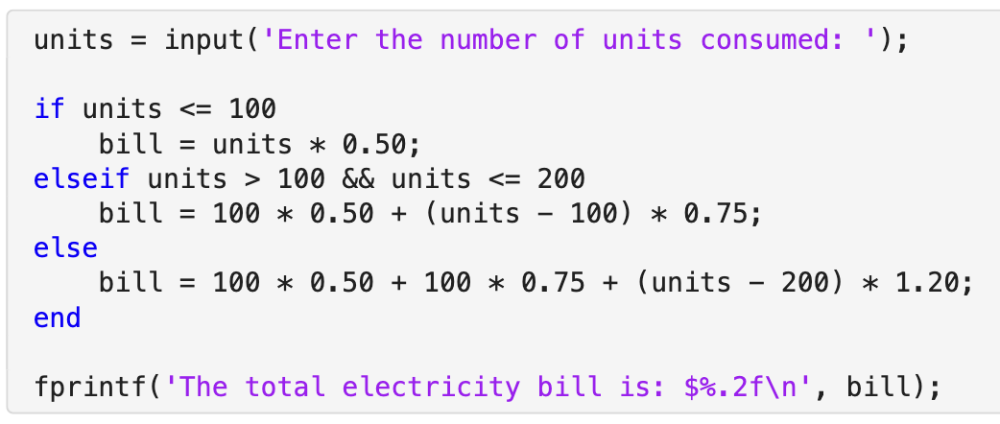 units = input('Enter the number of units consumed: ');
if units <= 100
    bill = units * 0.50;
elseif units > 100 && units <= 200
    bill = 100 * 0.50 + (units - 100) * 0.75;
else
    bill = 100 * 0.50 + 100 * 0.75 + (units - 200) * 1.20;
end
fprintf('The total electricity bill is: $%.2f\n', bill);